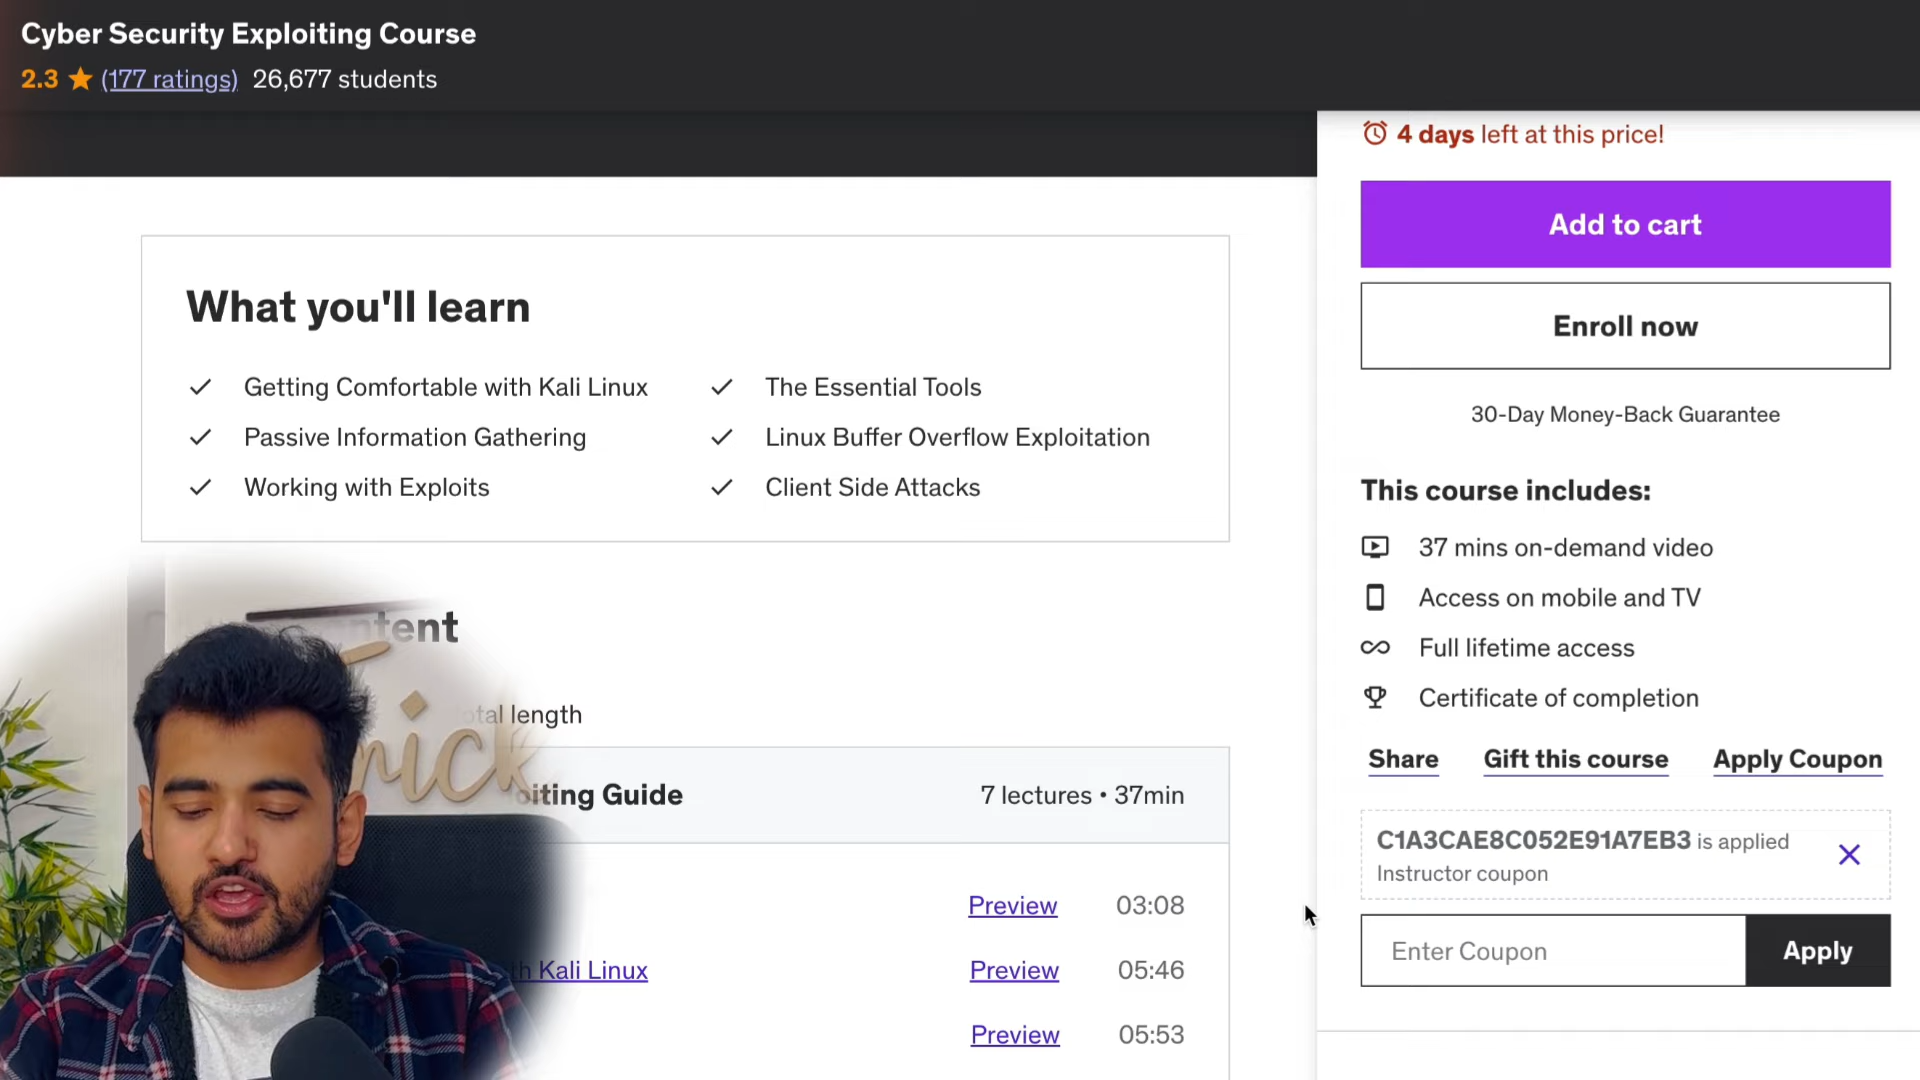 Cyber Security Exploiting Course
2.3 ★ (177 ratings) 26,677 students
4 days left at this price!
Add to cart
Enroll now
30-Day Money-Back Guarantee
This course includes:
37 mins on-demand video
Access on mobile and TV
Full lifetime access
Certificate of completion
Share Gift this course Apply Coupon
C1A3CAE8C052E91A7EB3 is applied
Instructor coupon
Enter Coupon Apply
What you'll learn
Getting Comfortable with Kali Linux
The Essential Tools
Passive Information Gathering
Linux Buffer Overflow Exploitation
Working with Exploits
Client Side Attacks
length
Guide 7 lectures • 37min
Preview 03:08
Kali Linux Preview 05:46
Preview 05:53